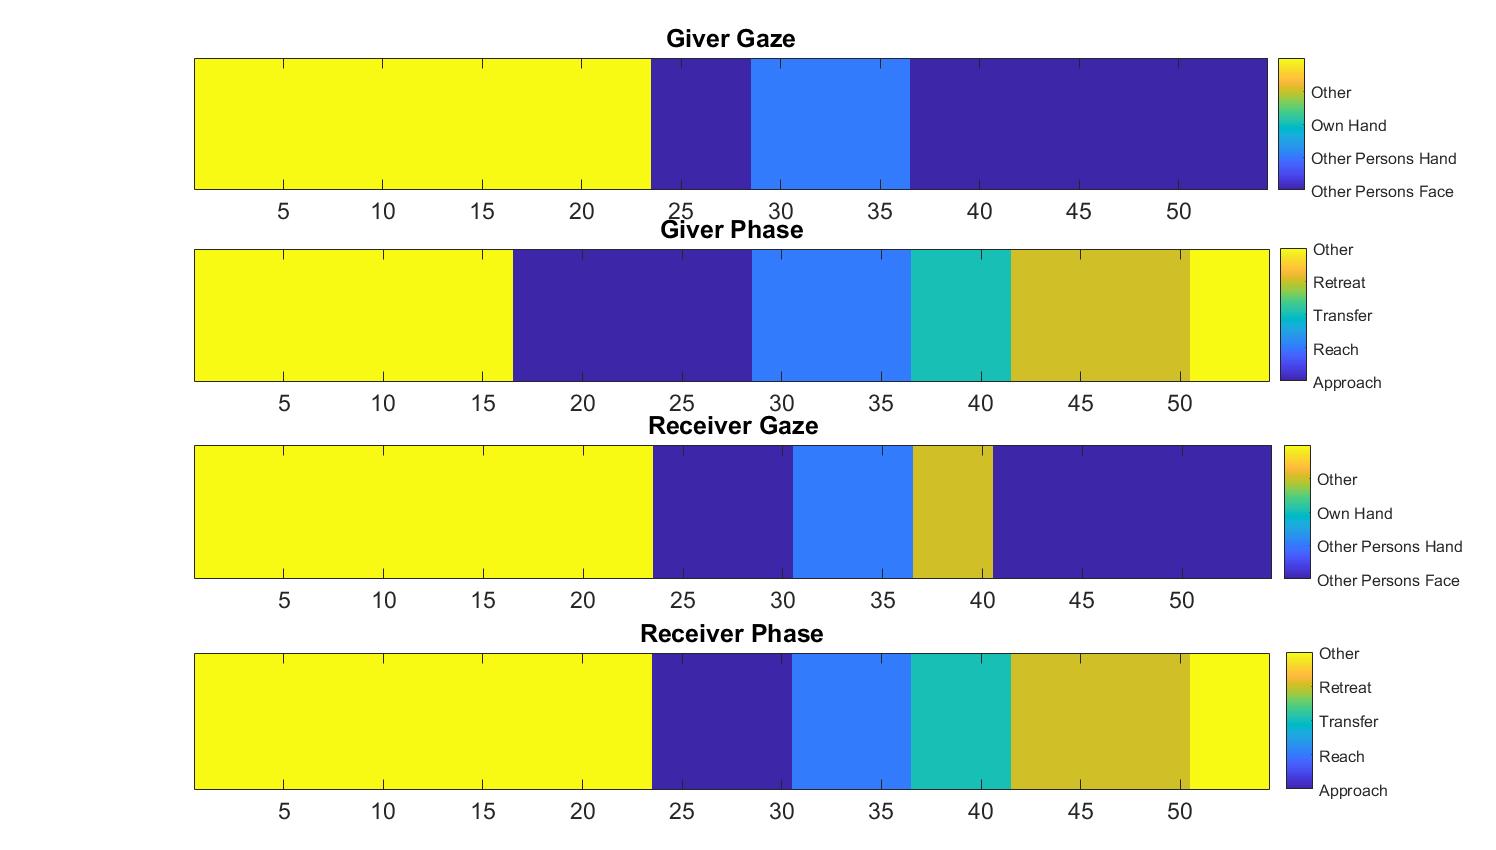 Giver Gaze
Other
Own Hand
Other Persons Hand
Other Persons Face
5 10 15 20 25 30 35 40 45 50
Giver Phase
Other
Retreat
Transfer
Reach
Approach
5 10 15 20 25 30 35 40 45 50
Receiver Gaze
Other
Own Hand
Other Persons Hand
Other Persons Face
5 10 15 20 25 30 35 40 45 50
Receiver Phase
Other
Retreat
Transfer
Reach
Approach
5 10 15 20 25 30 35 40 45 50